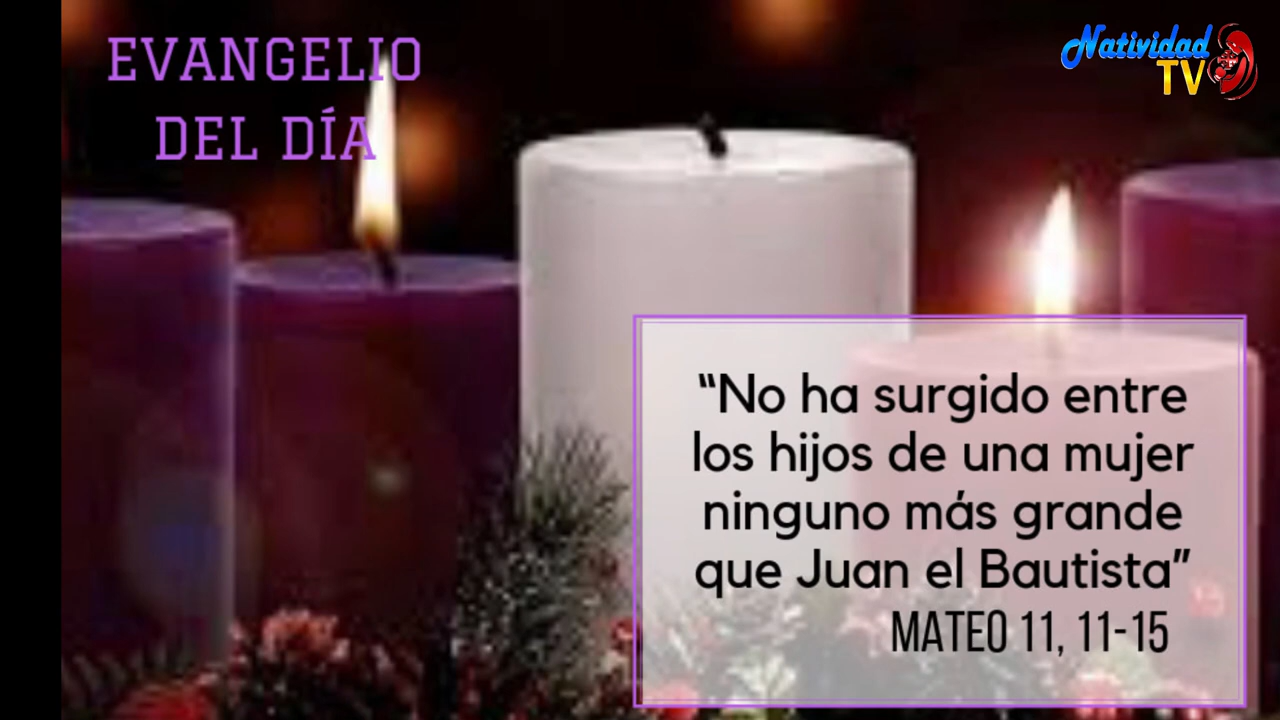 EVANGELIO
DEL DÍA
Natividad
TV
“No ha surgido entre
los hijos de una mujer
ninguno más grande
que Juan el Bautista”
MATEO 11, 11-15